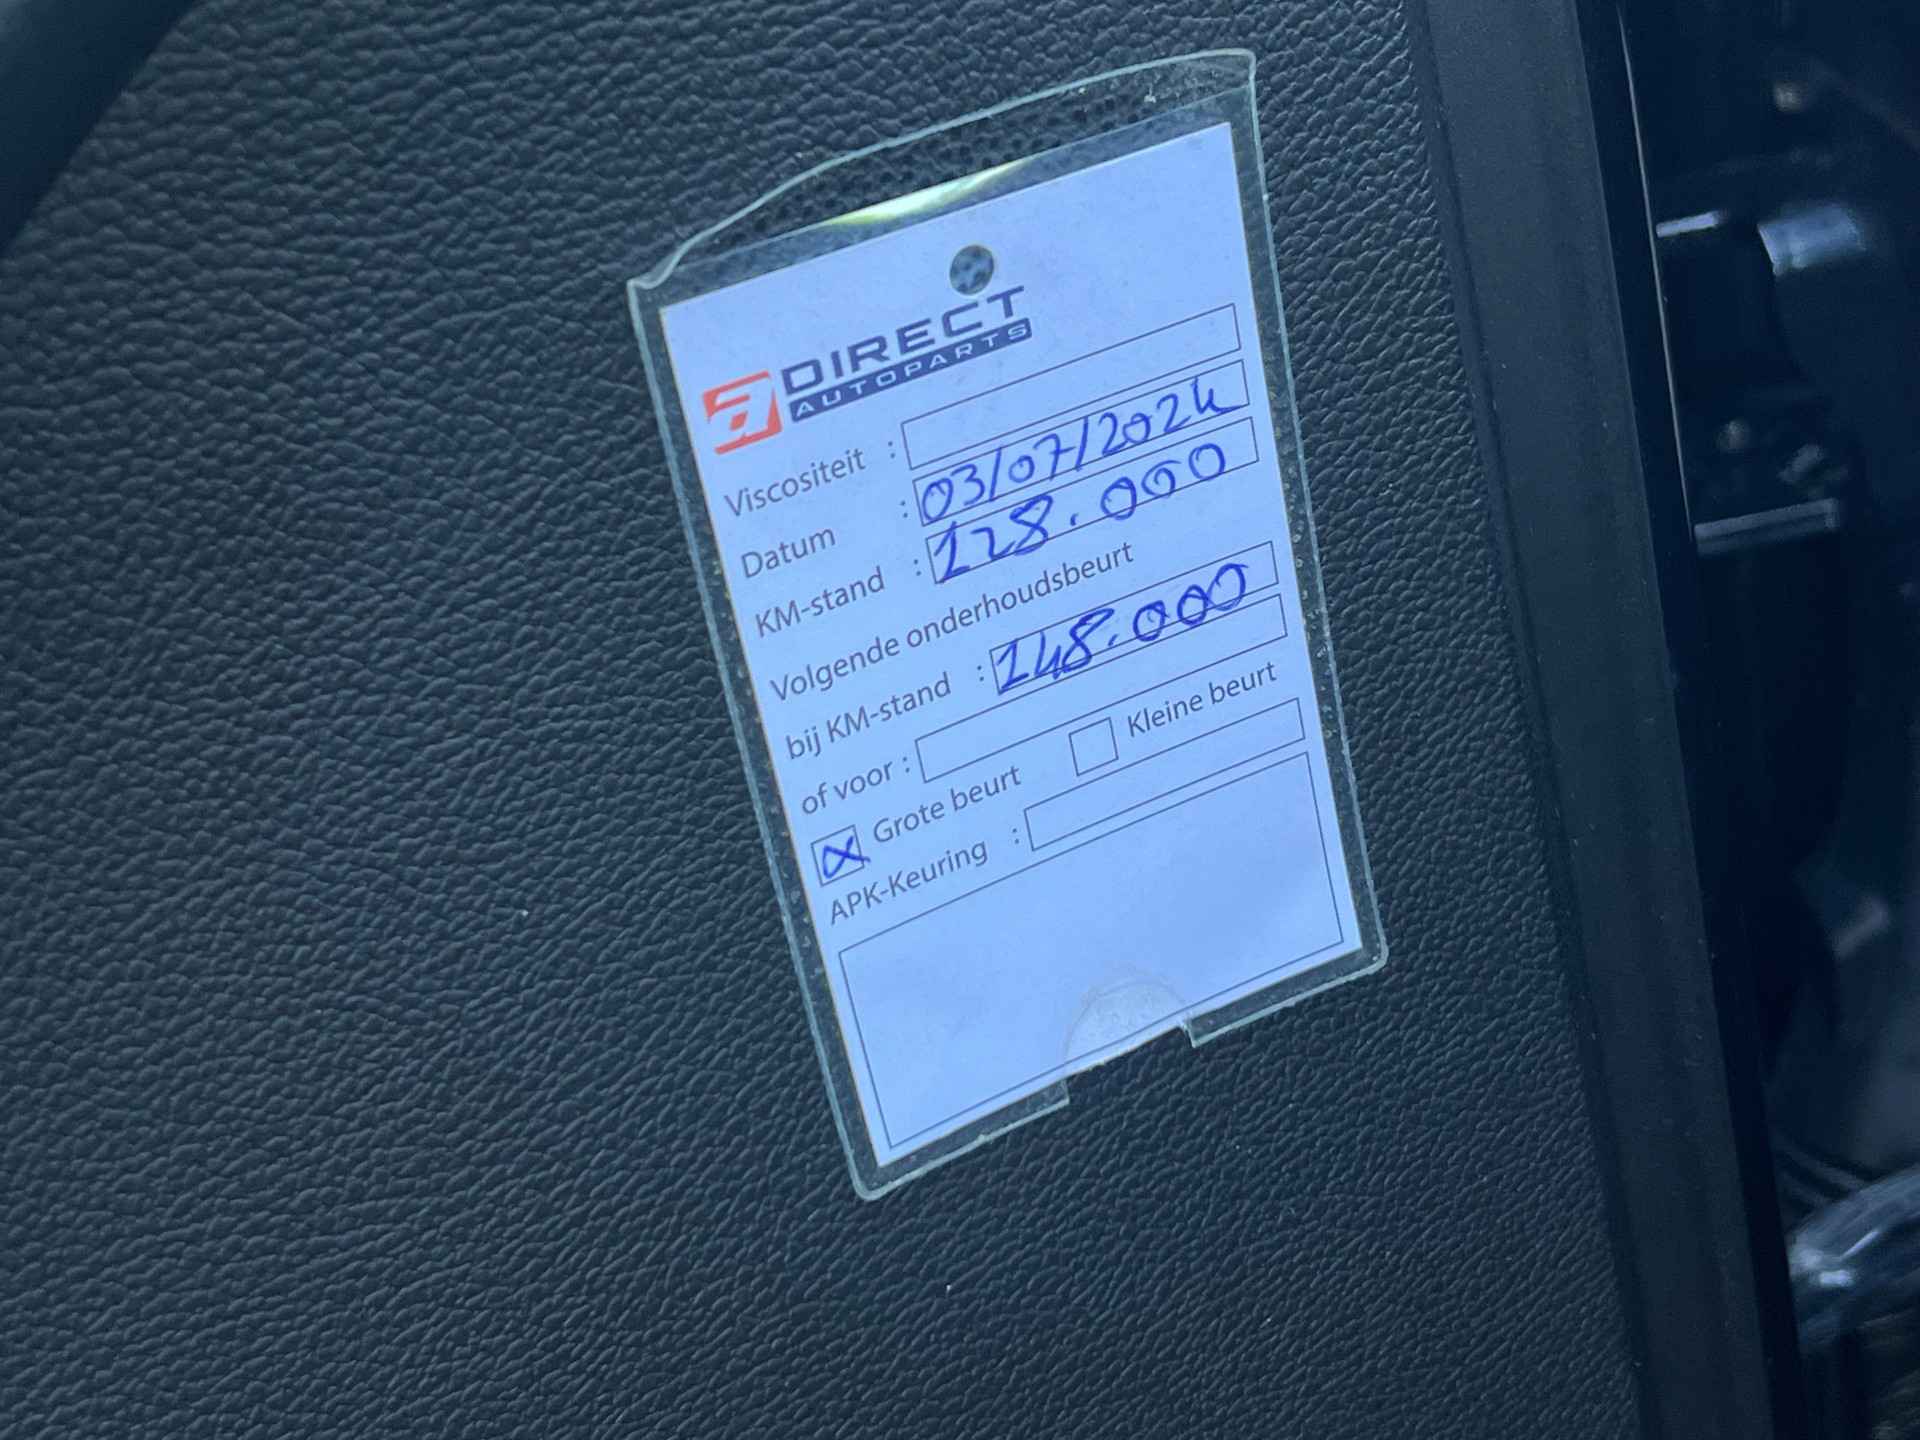 DIRECT
AUTOPARTS
Viscositeit :
Datum : 03/07/2024
KM-stand : 128.000
Volgende onderhoudsbeurt
bij KM-stand : 148.000
of voor :
Grote beurt Kleine beurt
APK-Keuring :